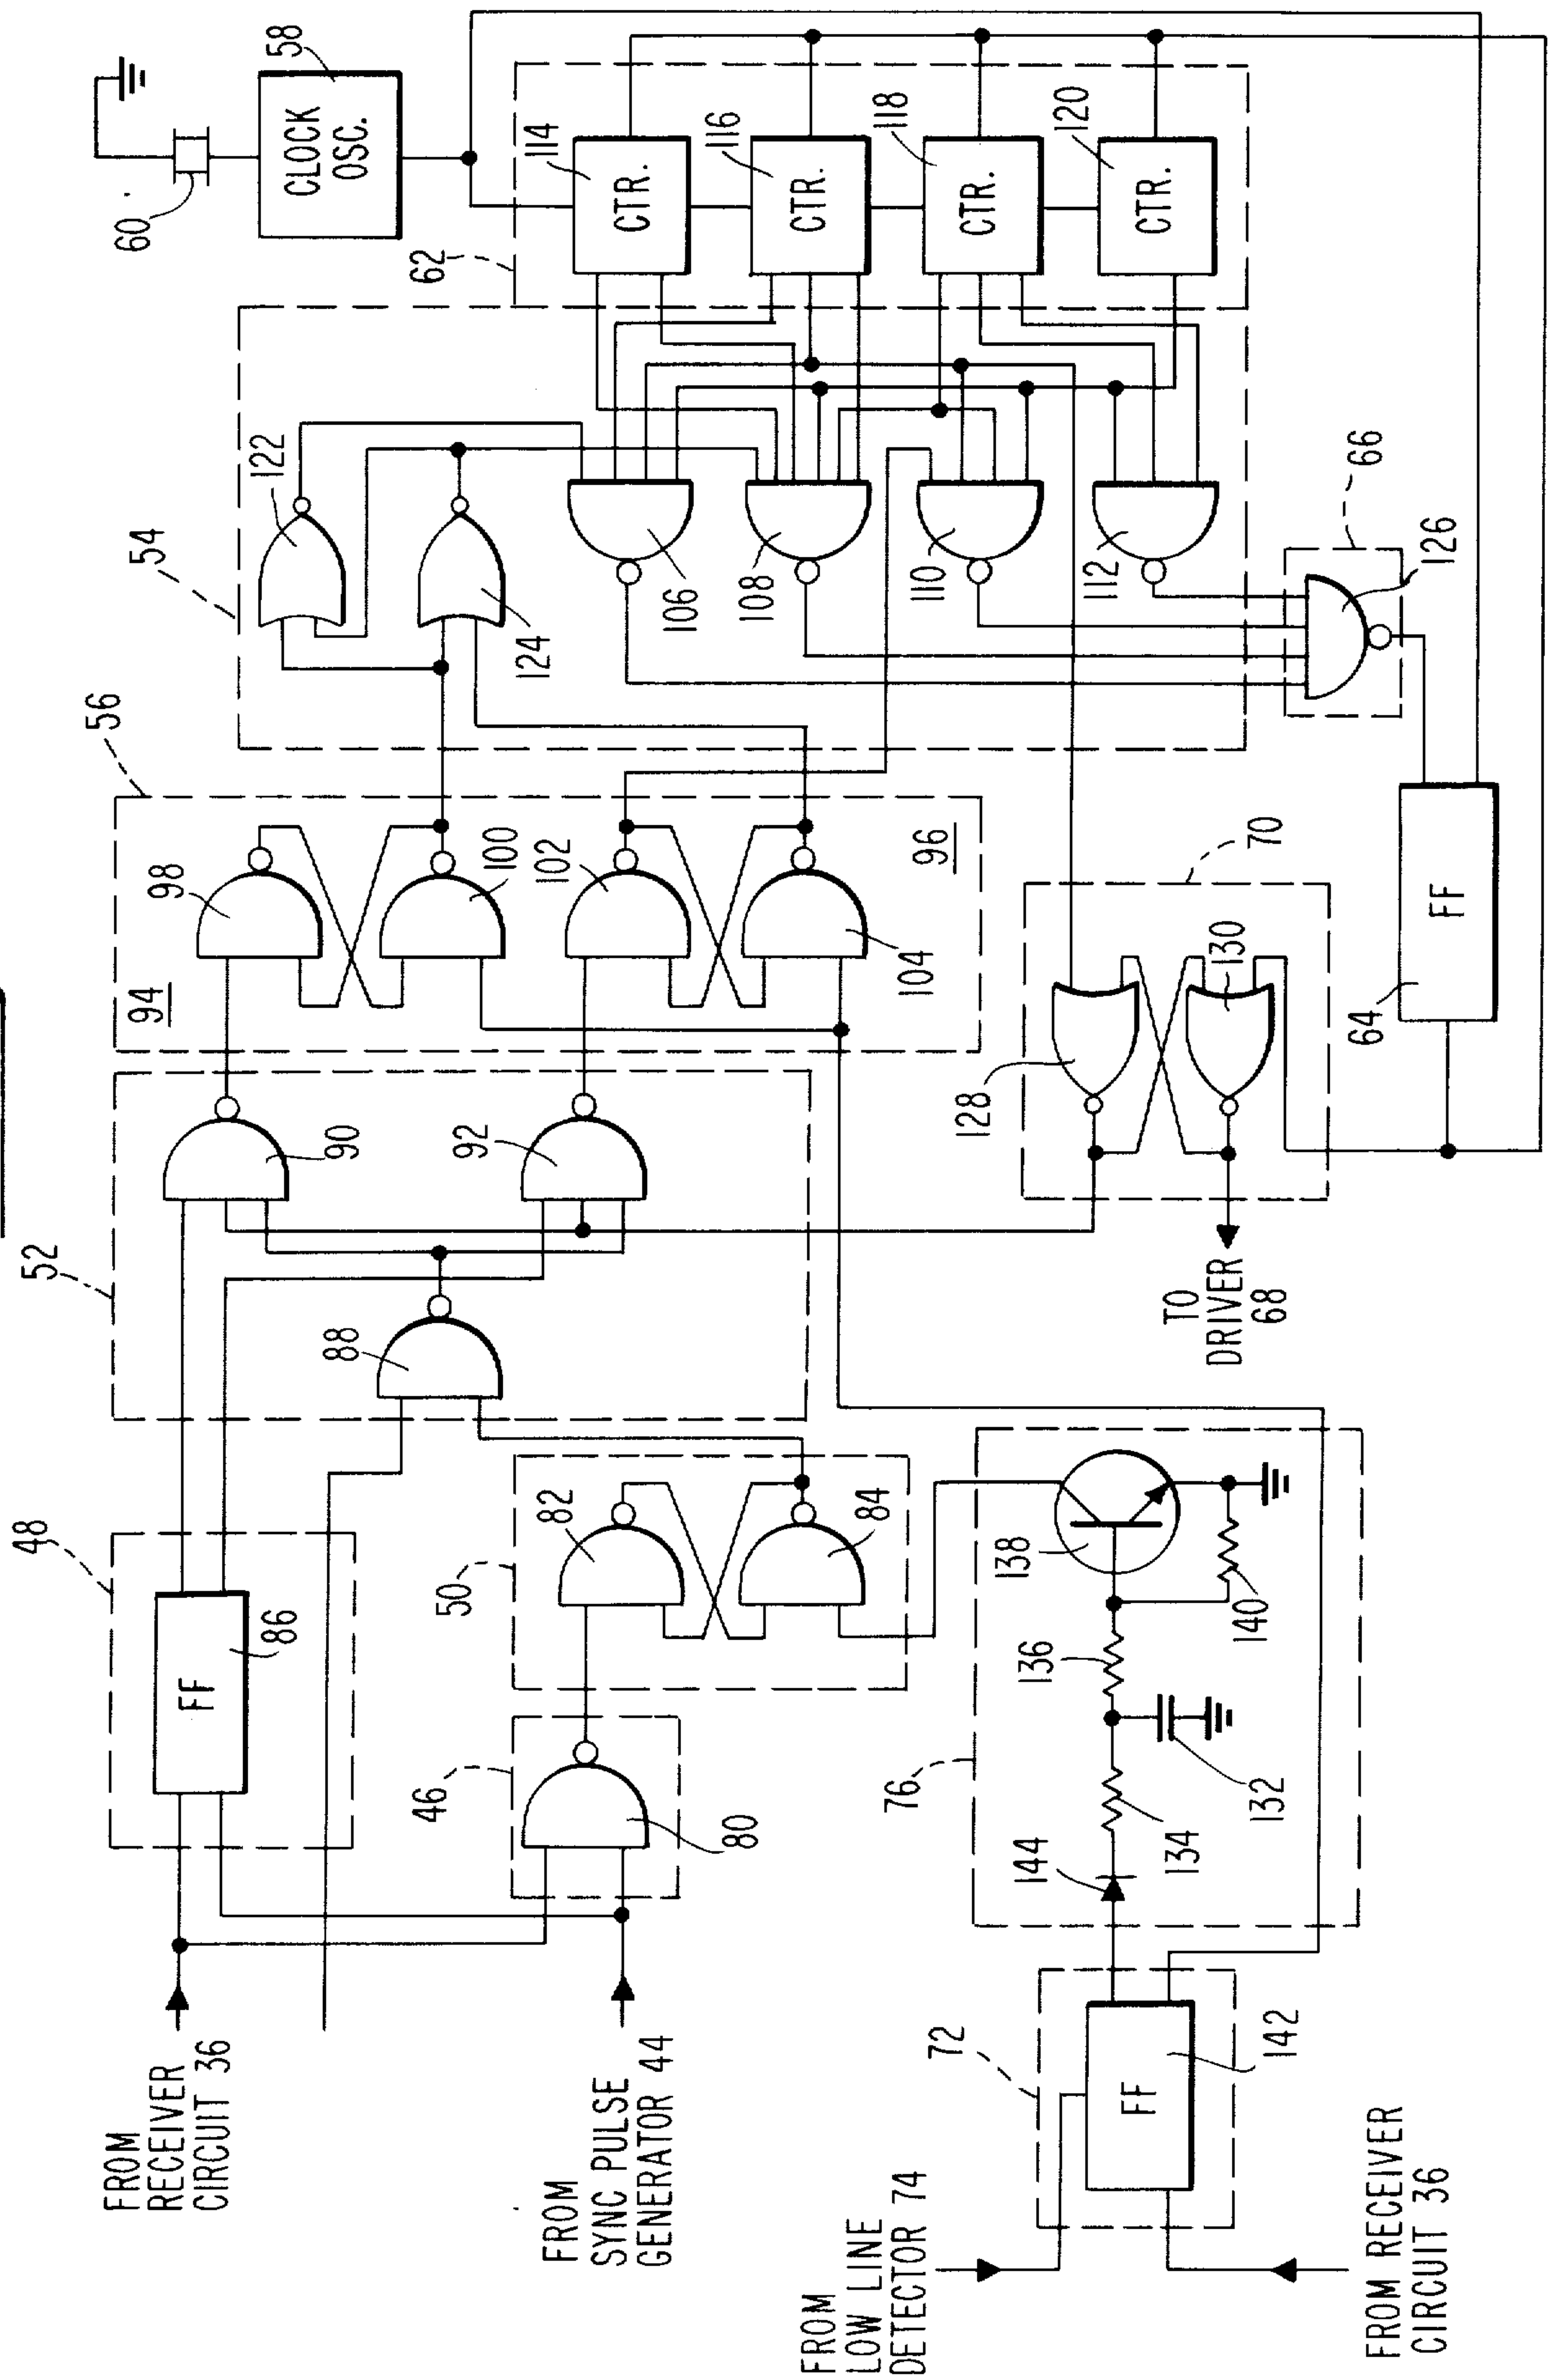 58
CLOCK
OSC.
60
62
114
CTR.
116
CTR.
118
CTR.
120
CTR.
54
122
124
106
108
110
112
66
126
56
94
98
100
102
104
96
70
128
130
64
FF
52
90
92
88
TO
DRIVER
68
48
FF
86
50
82
84
46
80
76
138
140
136
132
134
144
72
FF
142
FROM
RECEIVER
CIRCUIT 36
FROM
SYNC PULSE
GENERATOR 44
FROM
LOW LINE
DETECTOR 74
FROM RECEIVER
CIRCUIT 36